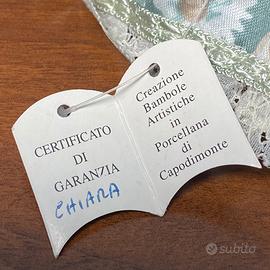 CERTIFICATO
DI
GARANZIA
CHIARA
Creazione
Bambole
Artistiche
in
Porcellana
di
Capodimonte
subito